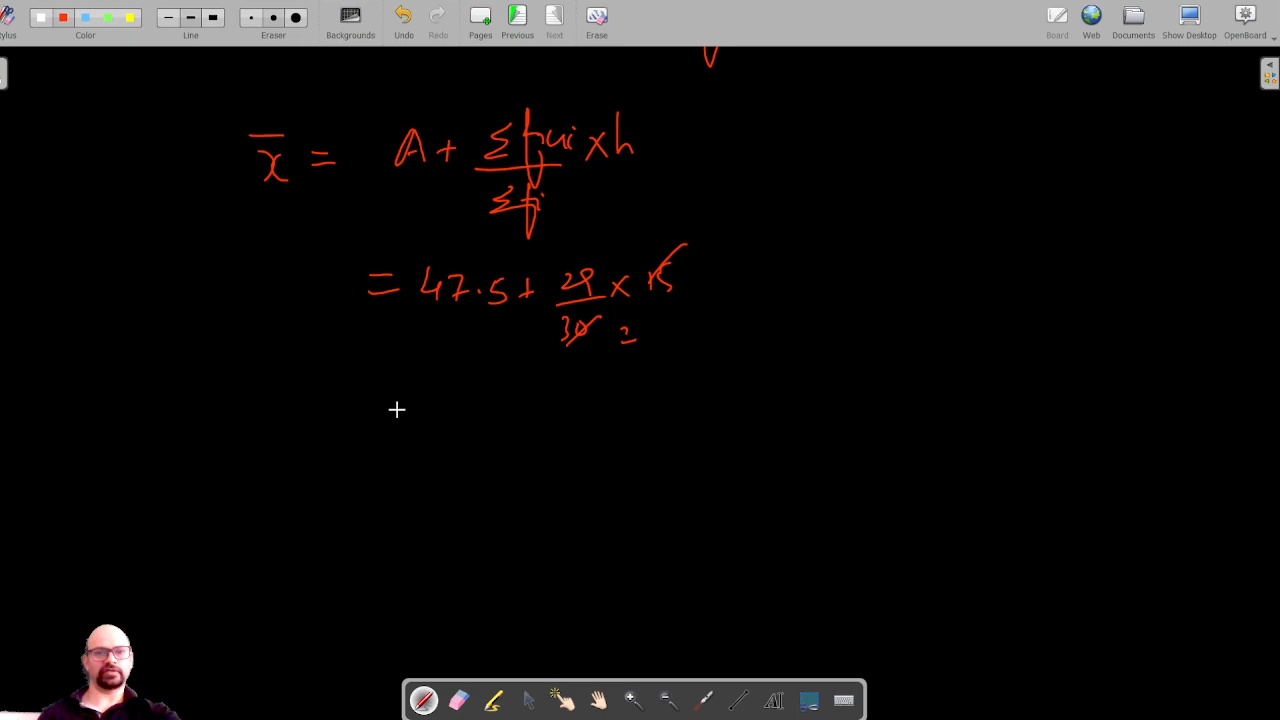 Color Line Eraser Backgrounds Undo Redo Pages Previous Next Erase Board Web Documents Show Desktop OpenBoard
x̄ = A + Σfiui × h
Σfi
= 47.5 + 29 × 15
30 2